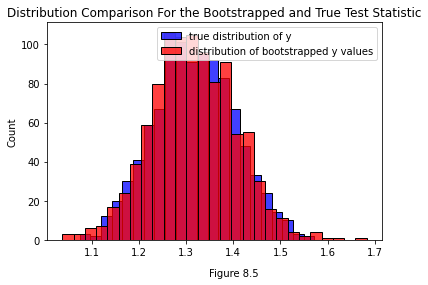 Distribution Comparison For the Bootstrapped and True Test Statistic
true distribution of y
distribution of bootstrapped y values
Count
100
80
60
40
20
0
1.1 1.2 1.3 1.4 1.5 1.6 1.7
Figure 8.5